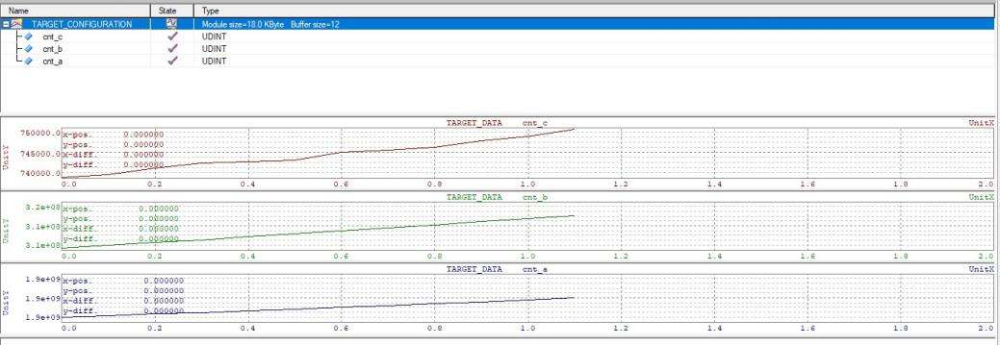 Name State Type
TARGET_CONFIGURATION Module size=18.0 KByte Buffer size=12
cnt_c UDINT
cnt_b UDINT
cnt_a UDINT
TARGET_DATA cnt_c UnitX
750000.0 x-pos. 0.000000
y-pos. 0.000000
745000.0 x-diff. 0.000000
y-diff. 0.000000
740000.0
UnitY
0.0 0.2 0.4 0.6 0.8 1.0 1.2 1.4 1.6 1.8 2.0
TARGET_DATA cnt_b UnitX
3.2e+08 x-pos. 0.000000
y-pos. 0.000000
3.1e+08 x-diff. 0.000000
y-diff. 0.000000
3.1e+08
UnitY
0.0 0.2 0.4 0.6 0.8 1.0 1.2 1.4 1.6 1.8 2.0
TARGET_DATA cnt_a UnitX
1.9e+09 x-pos. 0.000000
y-pos. 0.000000
1.9e+09 x-diff. 0.000000
y-diff. 0.000000
1.9e+09
UnitY
0.0 0.2 0.4 0.6 0.8 1.0 1.2 1.4 1.6 1.8 2.0